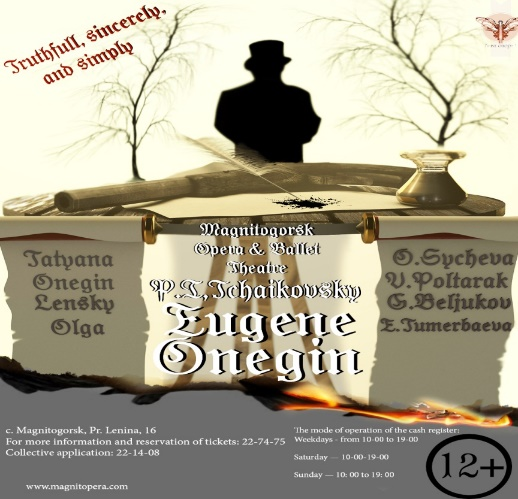 Truthfull, sincerely,
and simply
Magnitogorsk
Opera & Ballet
Theatre
P.I.Tchaikovsky
Eugene
Onegin
Tatyana
Onegin
Lensky
Olga
O.Sycheva
V.Poltarak
G.Beljukov
E.Tumerbaeva
c. Magnitogorsk, Pr. Lenina, 16
For more information and reservation of tickets: 22-74-75
Collective application: 22-14-08
www.magnitopera.com
The mode of operation of the cash register:
Weekdays - from 10-00 to 19-00
Saturday — 10-00-19-00
Sunday — 10: 00 to 19: 00
12+